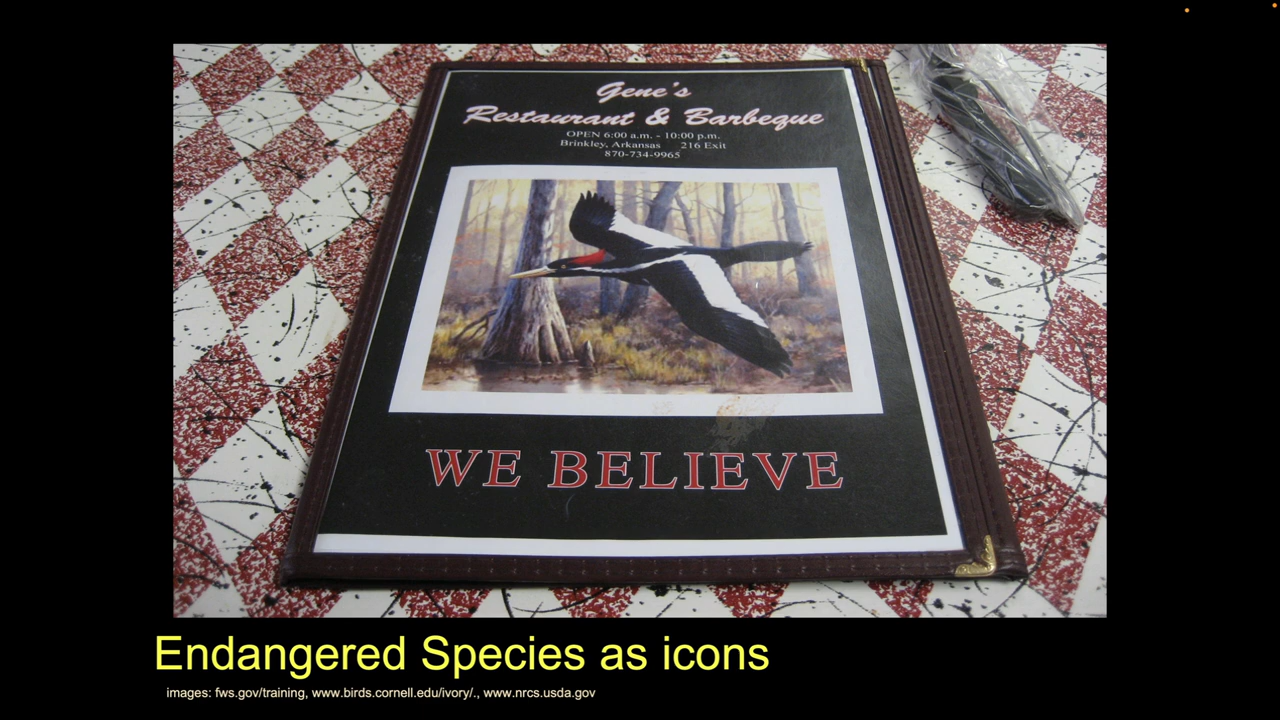 Gene's
Restaurant & Barbeque
OPEN 6:00 a.m. - 10:00 p.m.
Brinkley, Arkansas 216 Exit
870-734-9965
WE BELIEVE
Endangered Species as icons
images: fws.gov/training, www.birds.cornell.edu/ivory/., www.nrcs.usda.gov